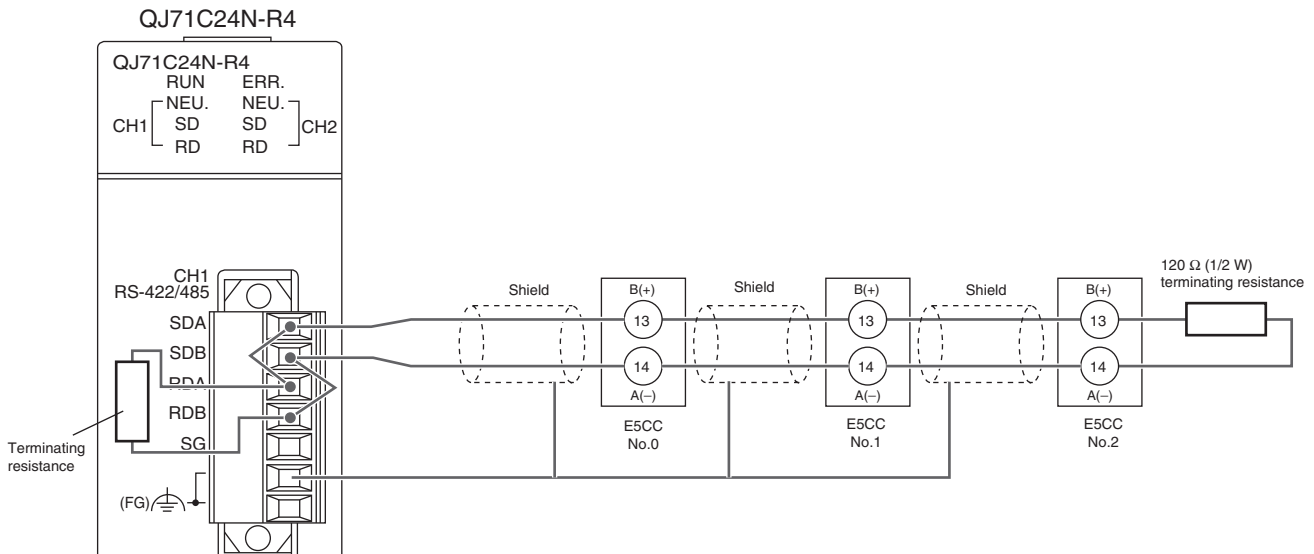 QJ71C24N-R4
QJ71C24N-R4
RUN ERR.
NEU. NEU.
CH1 SD SD CH2
RD RD
CH1
RS-422/485
SDA
SDB
RDA
RDB
SG
(FG)
Terminating
resistance
Shield
B(+)
13
14
A(−)
E5CC
No.0
Shield
B(+)
13
14
A(−)
E5CC
No.1
Shield
B(+)
13
14
A(−)
E5CC
No.2
120 Ω (1/2 W)
terminating resistance